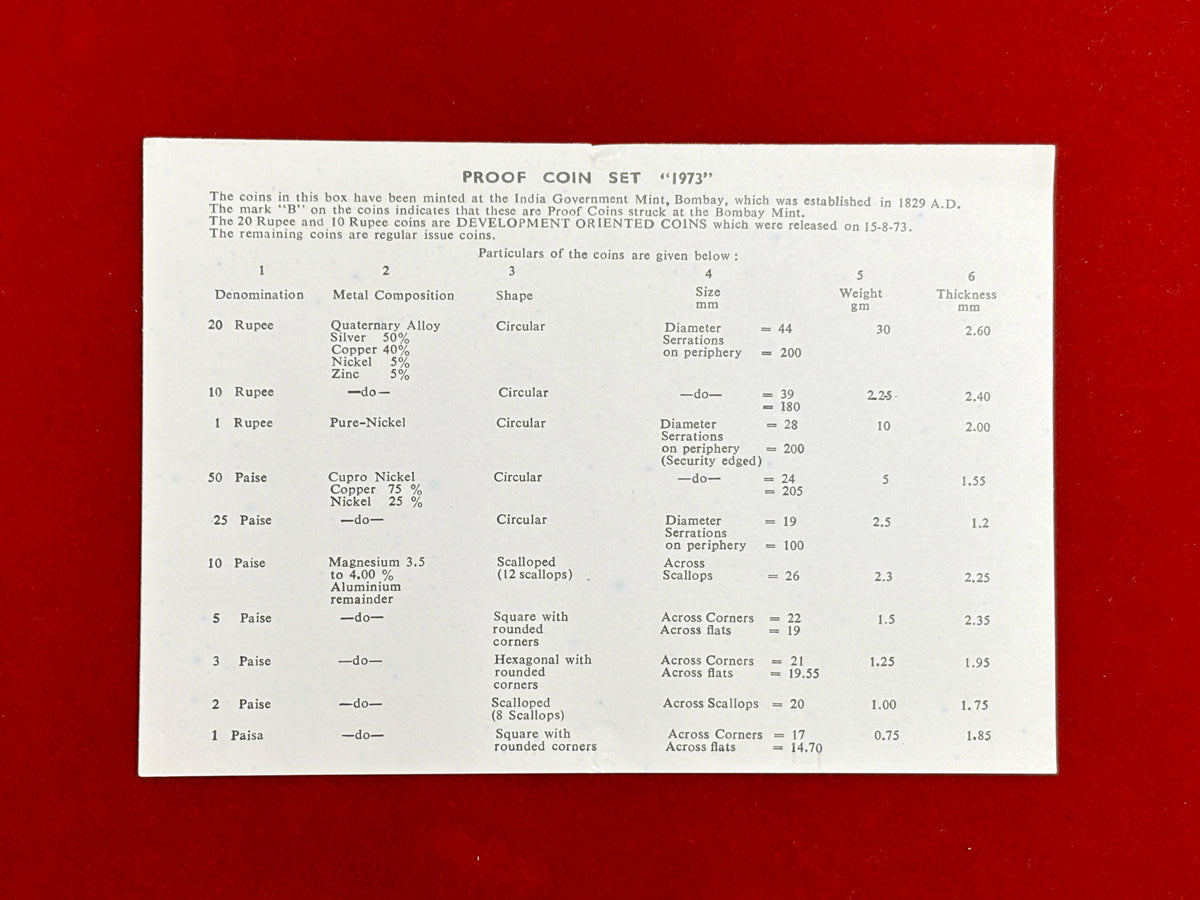 PROOF COIN SET "1973"
The coins in this box have been minted at the India Government Mint, Bombay, which was established in 1829 A.D.
The mark "B" on the coins indicates that these are Proof Coins struck at the Bombay Mint.
The 20 Rupee and 10 Rupee coins are DEVELOPMENT ORIENTED COINS which were released on 15-8-73.
The remaining coins are regular issue coins.
Particulars of the coins are given below :
1 2 3 4 5 6
Denomination Metal Composition Shape Size mm Weight gm Thickness mm
20 Rupee Quaternary Alloy Circular Diameter = 44 30 2.60
Silver 50% Serrations
Copper 40% on periphery = 200
Nickel 5%
Zinc 5%
10 Rupee —do— Circular —do— = 39 2.40
= 180
1 Rupee Pure-Nickel Circular Diameter = 28 10 2.00
Serrations
on periphery = 200
(Security edged)
50 Paise Cupro Nickel Circular —do— = 24 5 1.55
Copper 75 % = 205
Nickel 25 %
25 Paise —do— Circular Diameter = 19 2.5 1.2
Serrations
on periphery = 100
10 Paise Magnesium 3.5 Scalloped Across
to 4.00 % (12 scallops) Scallops = 26 2.3 2.25
Aluminium
remainder
5 Paise —do— Square with Across Corners = 22 1.5 2.35
rounded Across flats = 19
corners
3 Paise —do— Hexagonal with Across Corners = 21 1.25 1.95
rounded Across flats = 19.55
corners
2 Paise —do— Scalloped Across Scallops = 20 1.00 1.75
(8 Scallops)
1 Paisa —do— Square with Across Corners = 17 0.75 1.85
rounded corners Across flats = 14.70